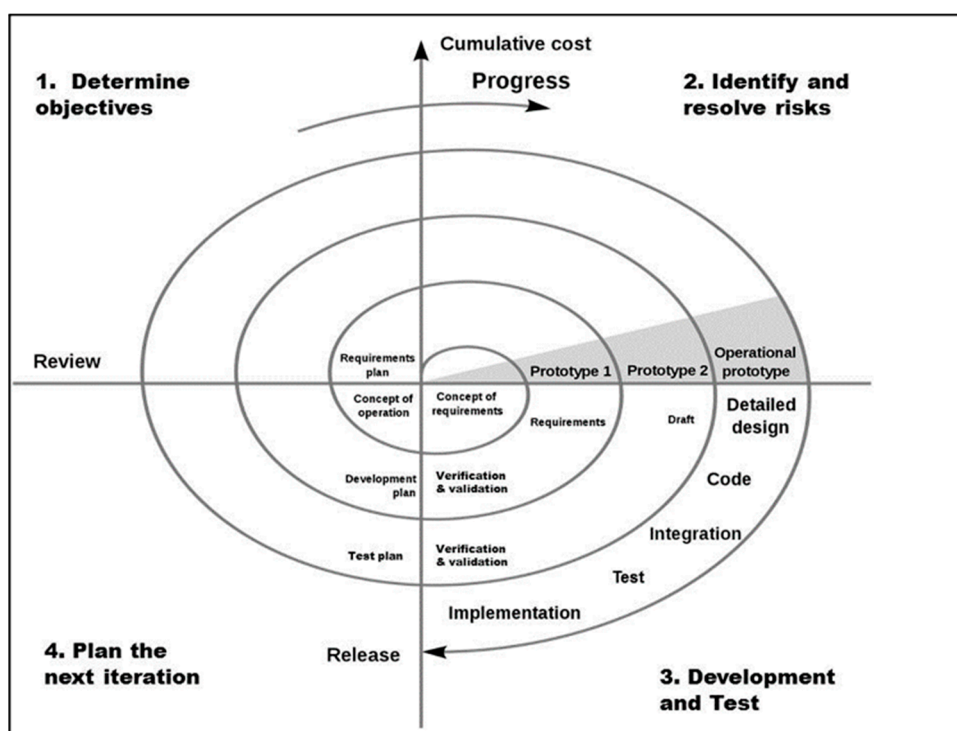 Cumulative cost
1. Determine
objectives
Progress
2. Identify and
resolve risks
Review
Requirements
plan
Prototype 1
Prototype 2
Operational
prototype
Concept of
operation
Concept of
requirements
Requirements
Draft
Detailed
design
Development
plan
Verification
& validation
Code
Test plan
Verification
& validation
Integration
Test
Implementation
4. Plan the
next iteration
Release
3. Development
and Test